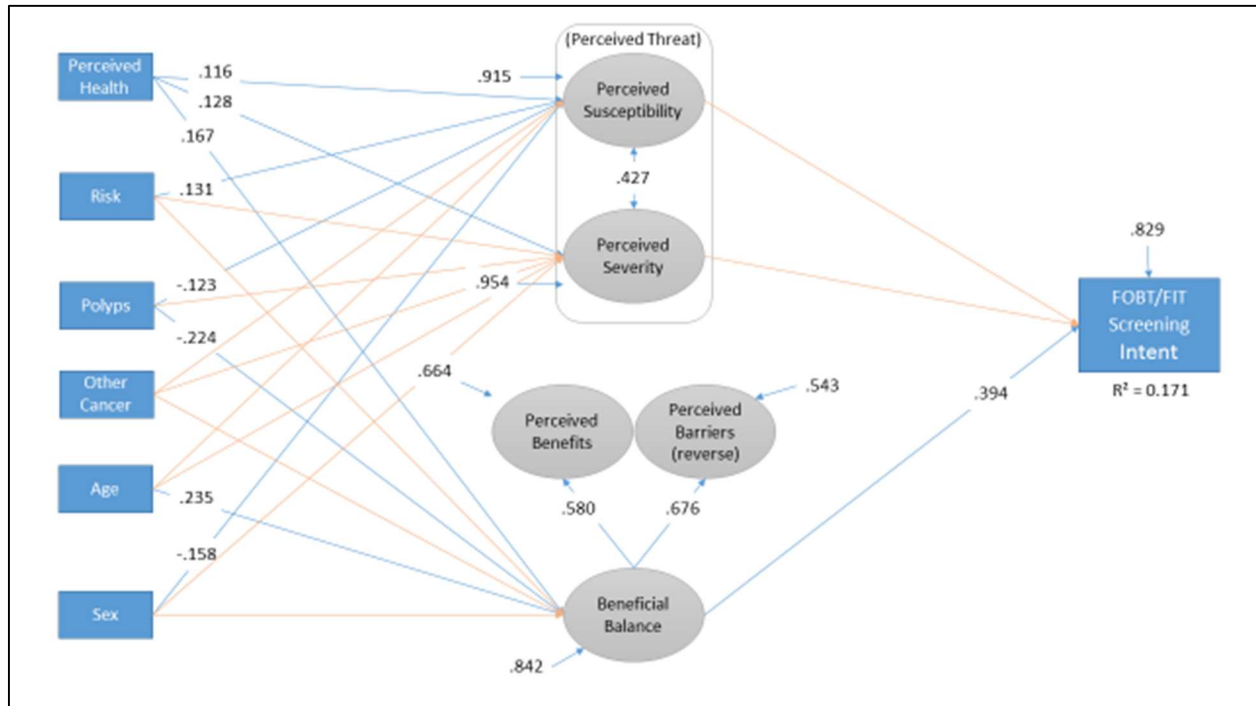 (Perceived Threat)
Perceived
Health
.116
.128
.167
.915
Perceived
Susceptibility
Risk
.131
.427
Perceived
Severity
.954
.829
Polyps
-.123
-.224
FOBT/FIT
Screening
Intent
R² = 0.171
Other
Cancer
.664
.543
.394
Perceived
Benefits
Perceived
Barriers
(reverse)
Age
.235
.580
.676
-.158
Sex
Beneficial
Balance
.842